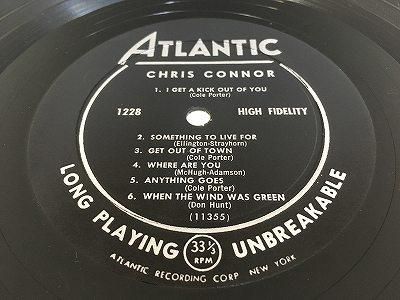 ATLANTIC
CHRIS CONNOR
1. I GET A KICK OUT OF YOU
(Cole Porter)
1228 HIGH FIDELITY
2. SOMETHING TO LIVE FOR
(Ellington-Strayhorn)
3. GET OUT OF TOWN
(Cole Porter)
4. WHERE ARE YOU
(McHugh-Adamson)
5. ANYTHING GOES
(Cole Porter)
6. WHEN THE WIND WAS GREEN
(Don Hunt)
(11355)
LONG PLAYING 33 1/3 RPM UNBREAKABLE
ATLANTIC RECORDING CORP NEW YORK